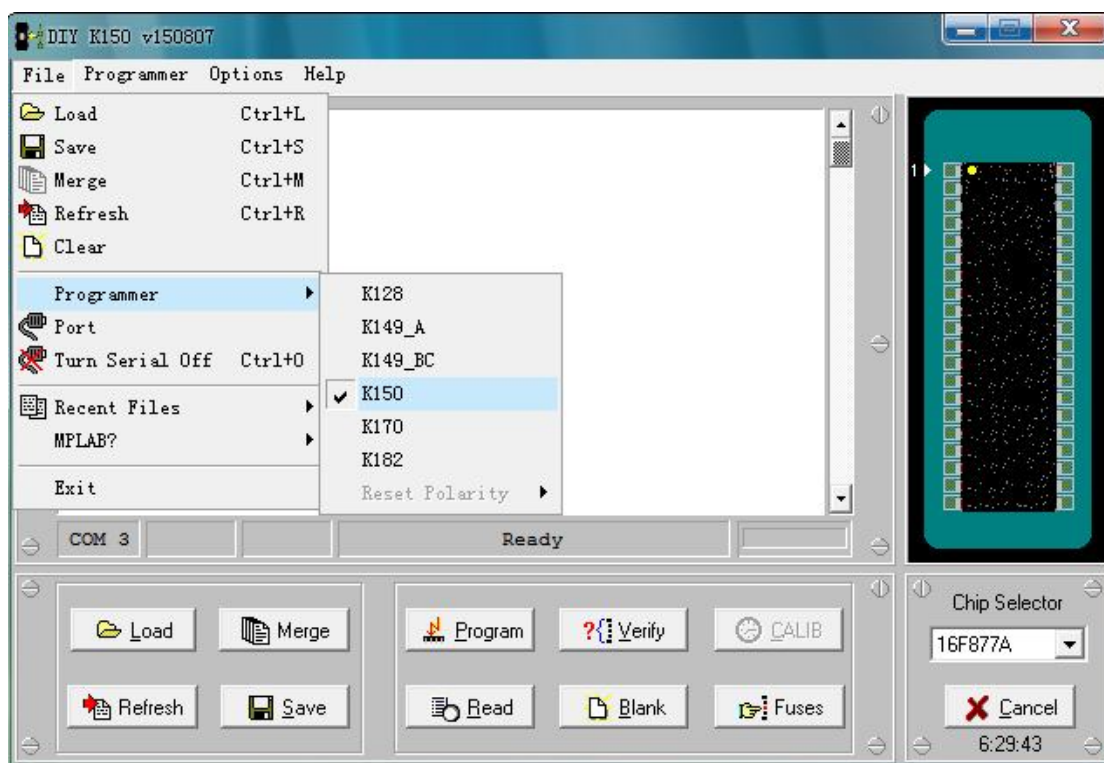 DIY K150 v150807
File Programmer Options Help
Load Ctrl+L
Save Ctrl+S
Merge Ctrl+M
Refresh Ctrl+R
Clear
Programmer
Port
Turn Serial Off Ctrl+O
Recent Files
MPLAB?
Exit
K128
K149_A
K149_BC
K150
K170
K182
Reset Polarity
1
COM 3 Ready
Load Merge Program Verify CALIB
Refresh Save Read Blank Fuses
Chip Selector
16F877A
Cancel
6:29:43